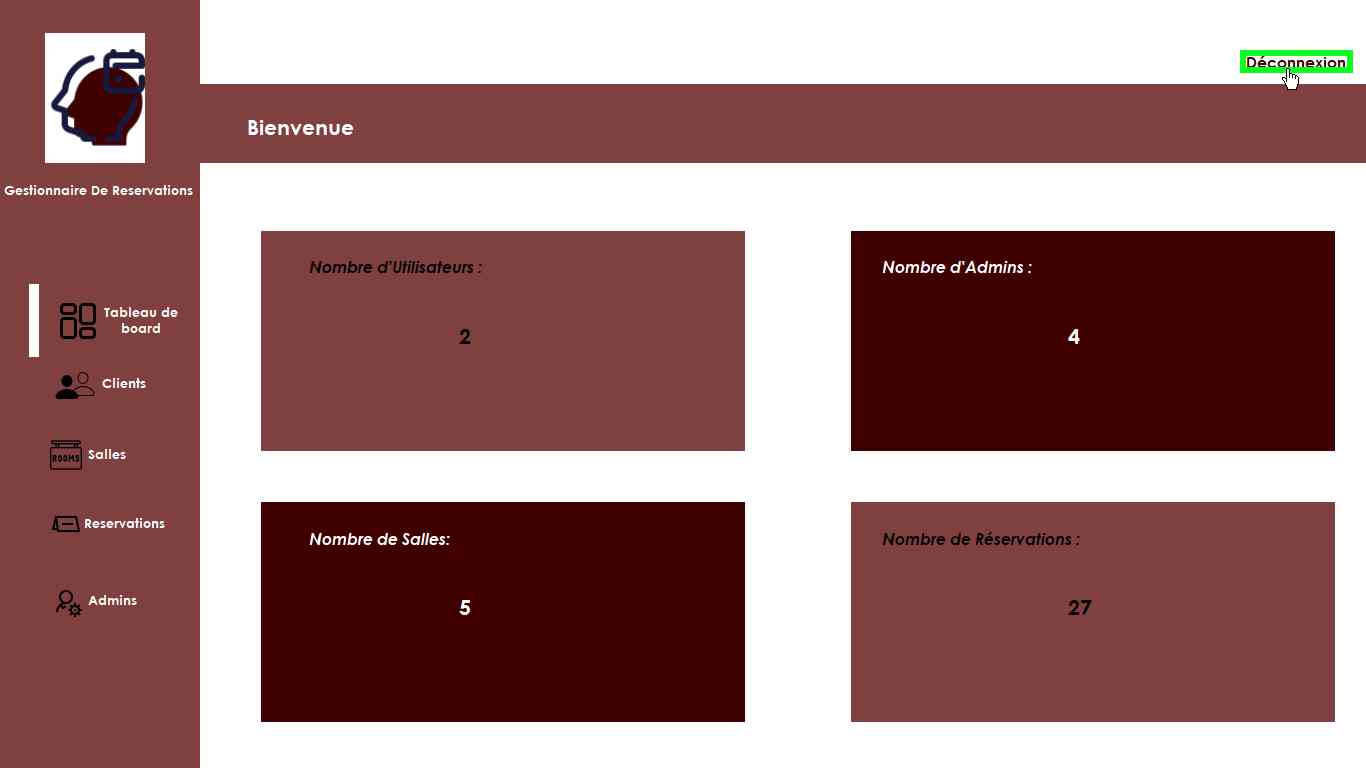 Déconnexion
Bienvenue
Gestionnaire De Reservations
Tableau de
board
Clients
ROOMS
Salles
Reservations
Admins
Nombre d'Utilisateurs :
2
Nombre d'Admins :
4
Nombre de Salles:
5
Nombre de Réservations :
27